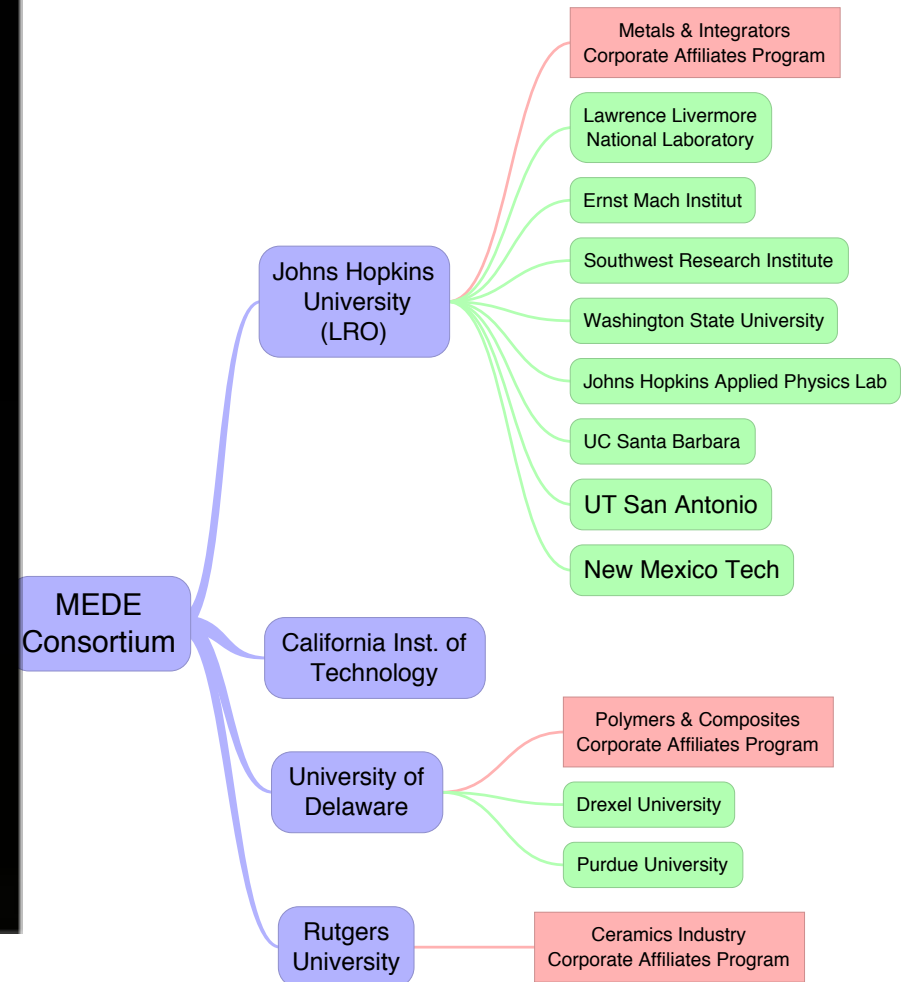 Metals & Integrators
Corporate Affiliates Program
Lawrence Livermore
National Laboratory
Ernst Mach Institut
Johns Hopkins
University
(LRO)
Southwest Research Institute
Washington State University
Johns Hopkins Applied Physics Lab
UC Santa Barbara
UT San Antonio
New Mexico Tech
MEDE
Consortium
California Inst. of
Technology
Polymers & Composites
Corporate Affiliates Program
University of
Delaware
Drexel University
Purdue University
Rutgers
University
Ceramics Industry
Corporate Affiliates Program